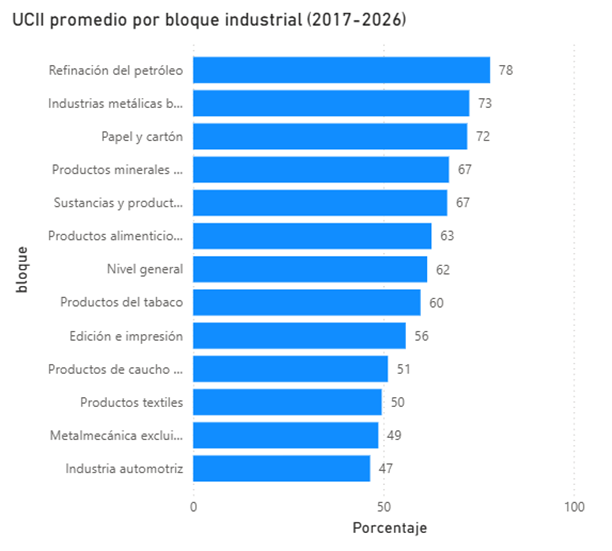 UCII promedio por bloque industrial (2017-2026)
Refinación del petróleo 78
Industrias metálicas b... 73
Papel y cartón 72
Productos minerales ... 67
Sustancias y product... 67
Productos alimenticio... 63
Nivel general 62
Productos del tabaco 60
Edición e impresión 56
Productos de caucho ... 51
Productos textiles 50
Metalmecánica exclui... 49
Industria automotriz 47
bloque
0 50 100
Porcentaje